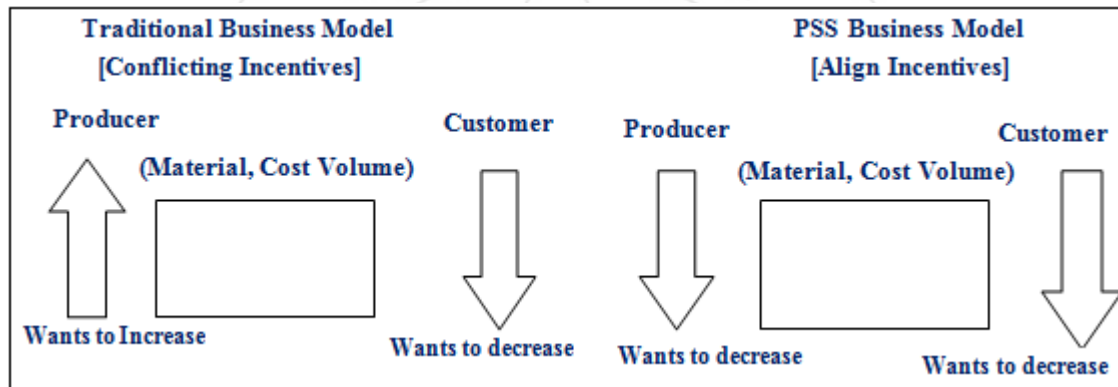 Traditional Business Model
[Conflicting Incentives]
Producer
Customer
(Material, Cost Volume)
Wants to Increase
Wants to decrease
PSS Business Model
[Align Incentives]
Producer
Customer
(Material, Cost Volume)
Wants to decrease
Wants to decrease